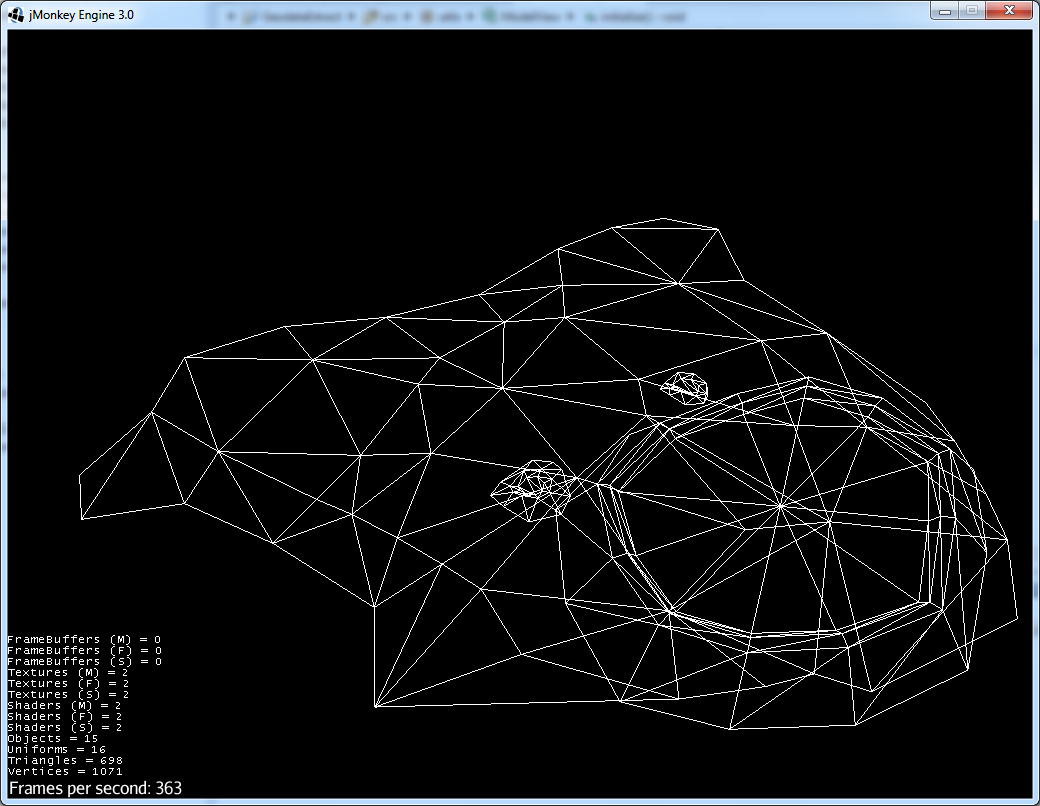 jMonkey Engine 3.0
FrameBuffers (M) = 0
FrameBuffers (F) = 0
FrameBuffers (S) = 0
Textures (M) = 2
Textures (F) = 2
Textures (S) = 2
Shaders (M) = 2
Shaders (F) = 2
Shaders (S) = 2
Objects = 15
Uniforms = 16
Triangles = 698
Vertices = 1071
Frames per second: 363